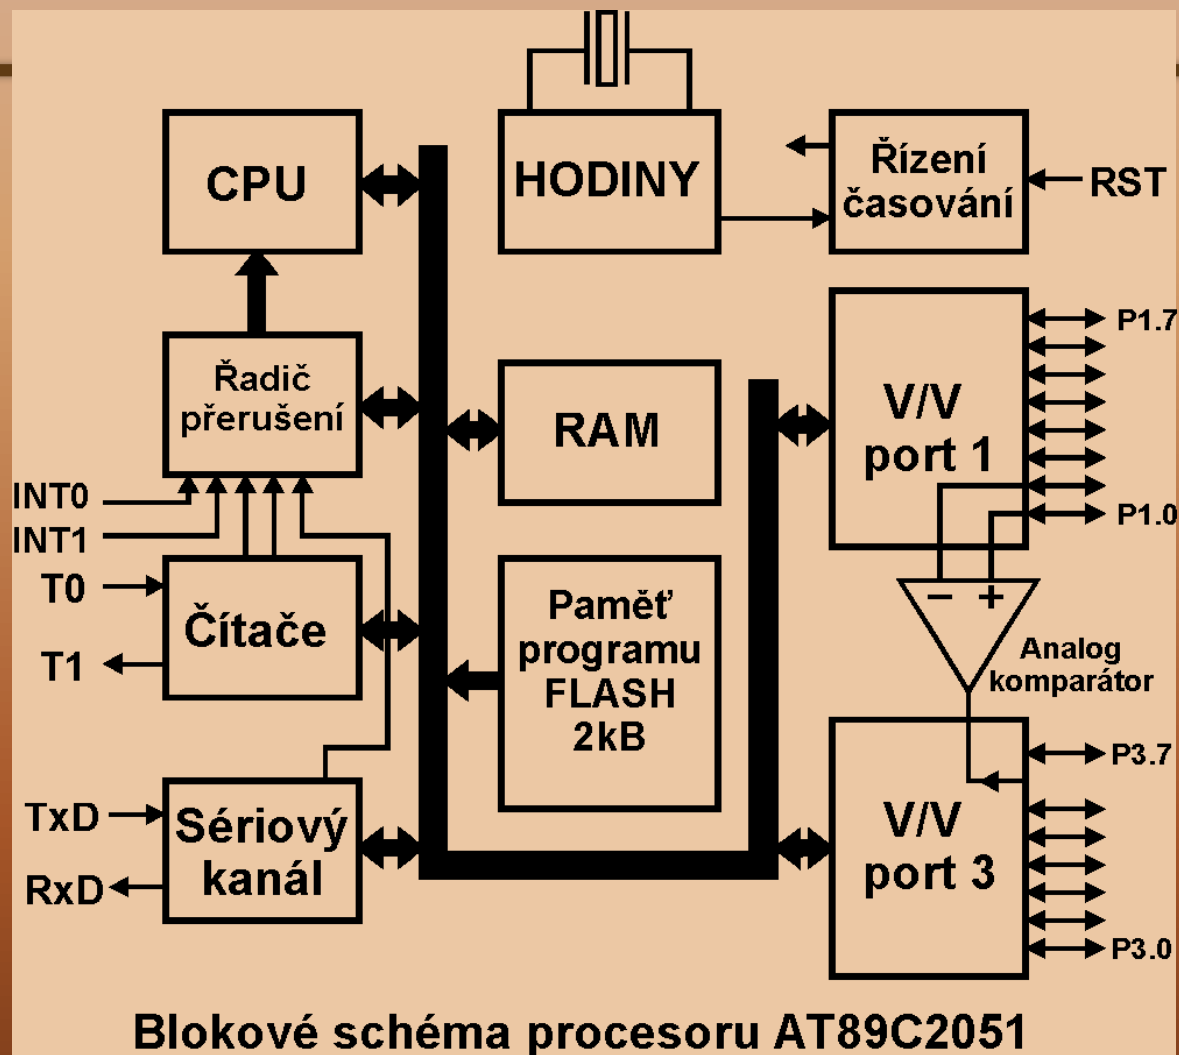 CPU
HODINY
Řízení
časování
RST
Řadič
přerušení
INT0
INT1
T0
T1
Čítače
RAM
Paměť
programu
FLASH
2kB
V/V
port 1
P1.7
P1.0
− +
Analog
komparátor
TxD
RxD
Sériový
kanál
V/V
port 3
P3.7
P3.0
Blokové schéma procesoru AT89C2051